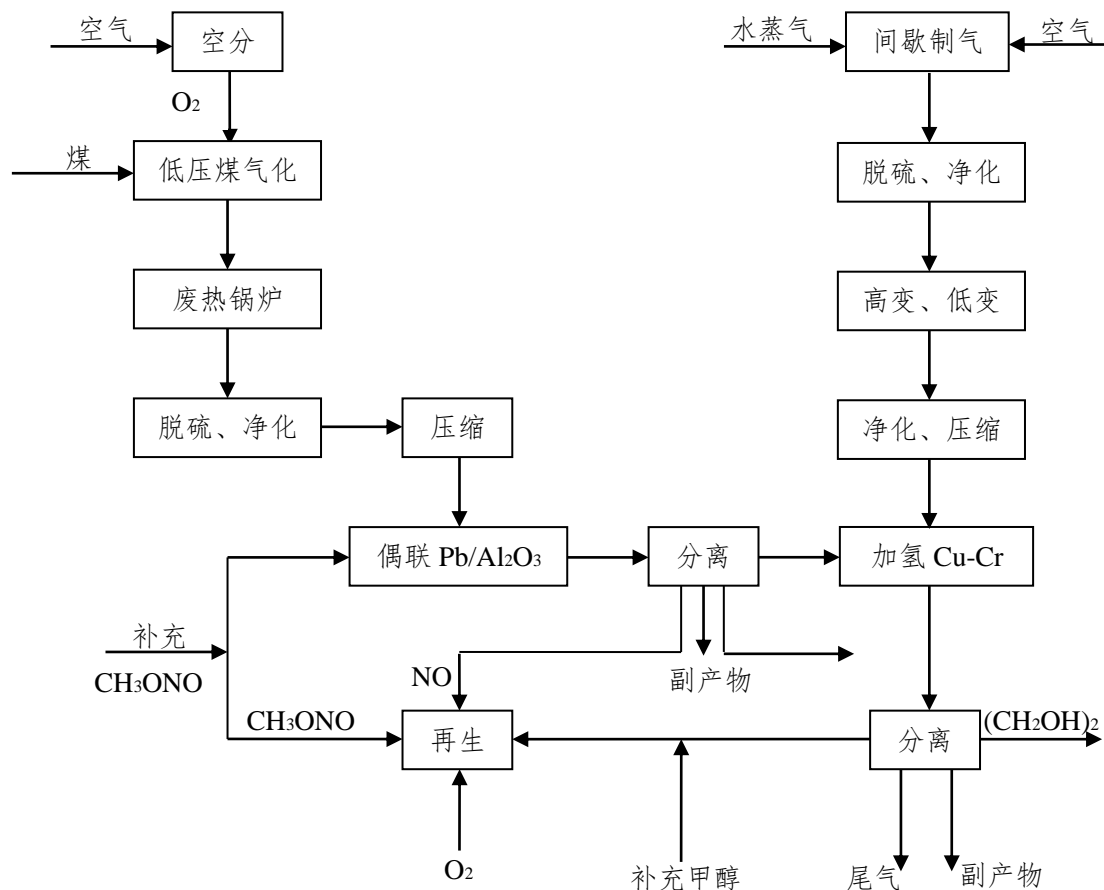 空气
空分
水蒸气
间歇制气
空气
O2
煤
低压煤气化
脱硫、净化
废热锅炉
高变、低变
脱硫、净化
压缩
净化、压缩
偶联 Pb/Al2O3
分离
加氢 Cu-Cr
补充
CH3ONO
NO
副产物
CH3ONO
再生
分离
(CH2OH)2
O2
补充甲醇
尾气
副产物